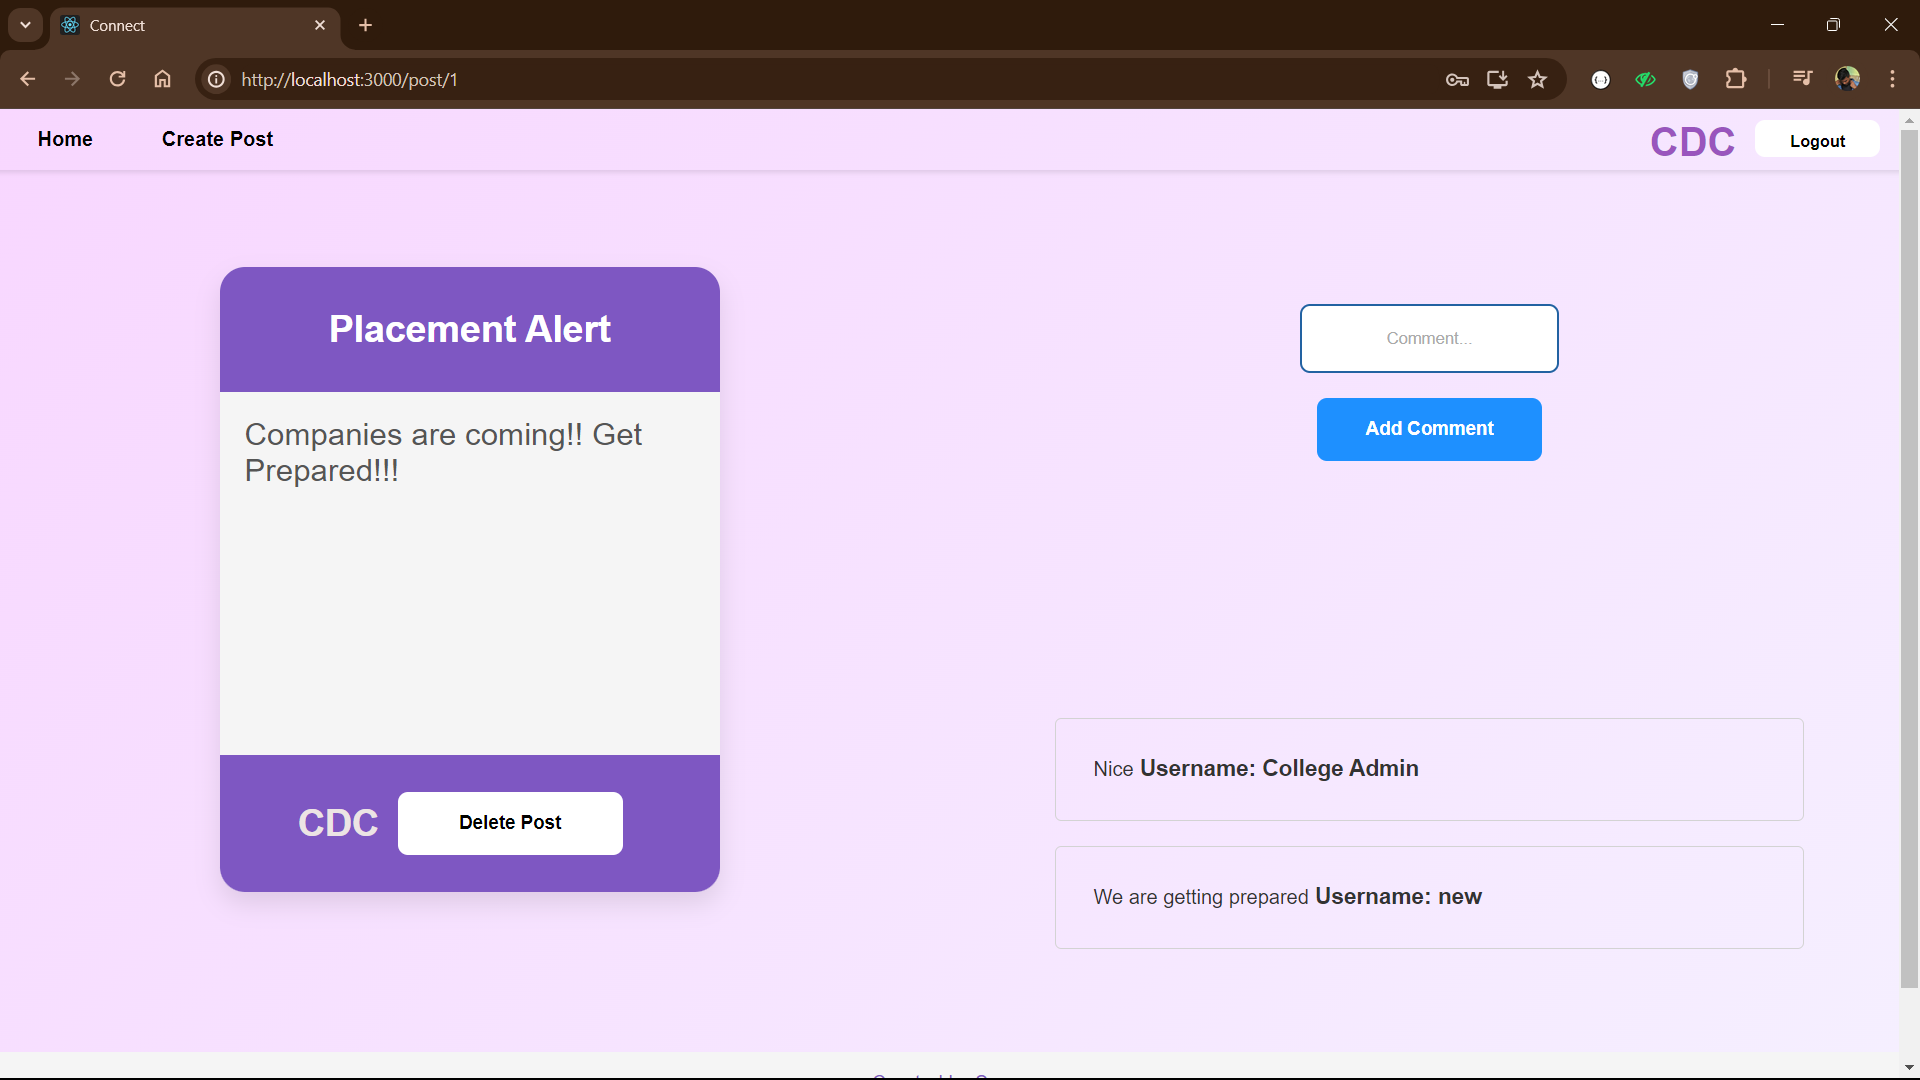 Connect
http://localhost:3000/post/1
Home
Create Post
CDC
Logout
Placement Alert
Companies are coming!! Get
Prepared!!!
CDC
Delete Post
Comment...
Add Comment
Nice Username: College Admin
We are getting prepared Username: new